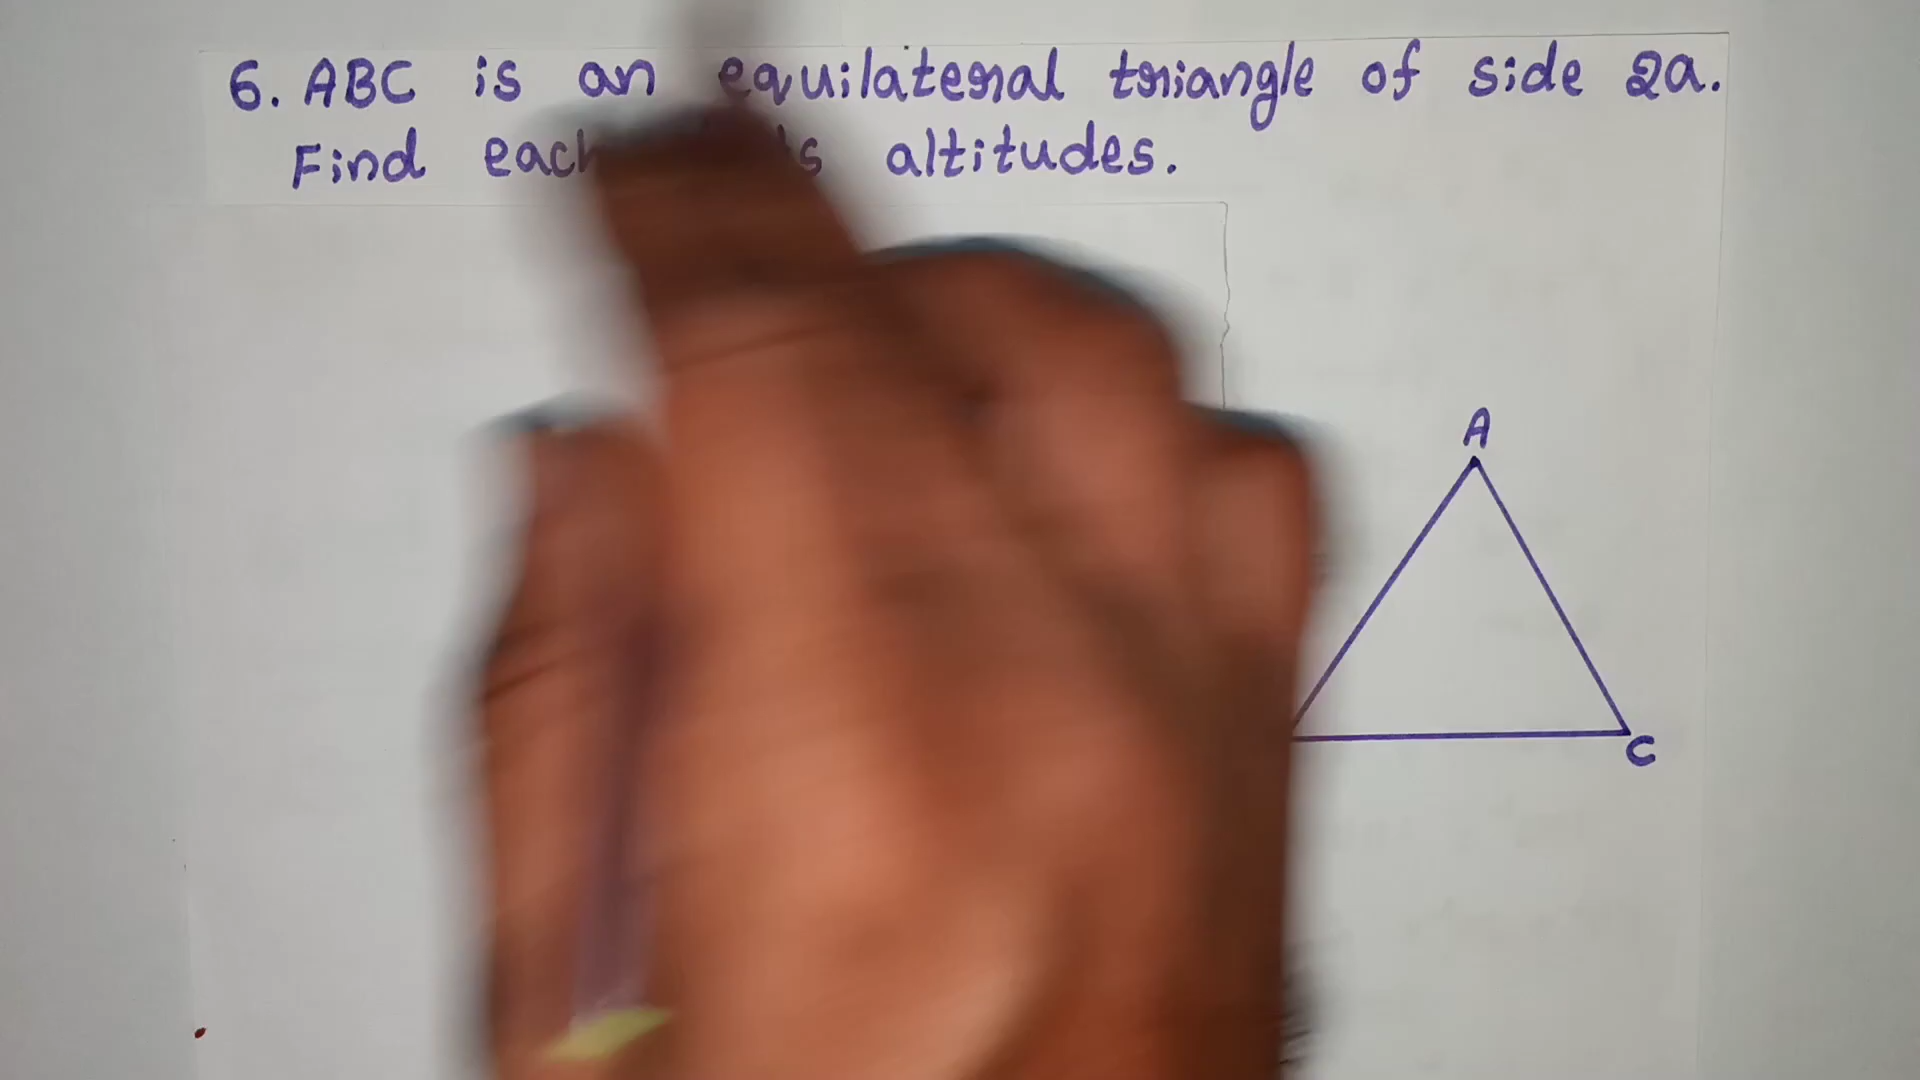 6. ABC is an equilateral triangle of side 2a.
Find each altitudes.
A
C